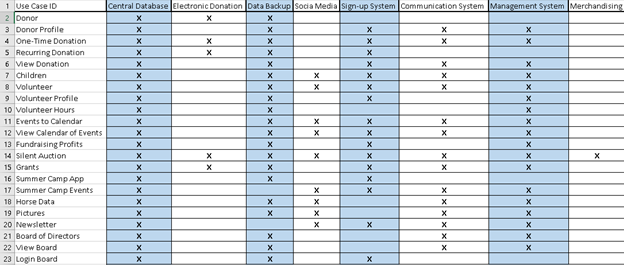 1 Use Case ID Central Database Electronic Donation Data Backup Socia Media Sign-up System Communication System Management System Merchandising
2 Donor X X X
3 Donor Profile X X X X X
4 One-Time Donation X X X X X X
5 Recurring Donation X X X X
6 View Donation X X X X X
7 Children X X X X X X
8 Volunteer X X X X X X
9 Volunteer Profile X X X X
10 Volunteer Hours X X X
11 Events to Calendar X X X X X X
12 View Calendar of Events X X X X X X
13 Fundraising Profits X X X X X
14 Silent Auction X X X X X X X X
15 Grants X X X X X X
16 Summer Camp App X X X
17 Summer Camp Events X X X X X
18 Horse Data X X X X X
19 Pictures X X X X X
20 Newsletter X X X X X
21 Board of Directors X X X X
22 View Board X X X X
23 Login Board X X X